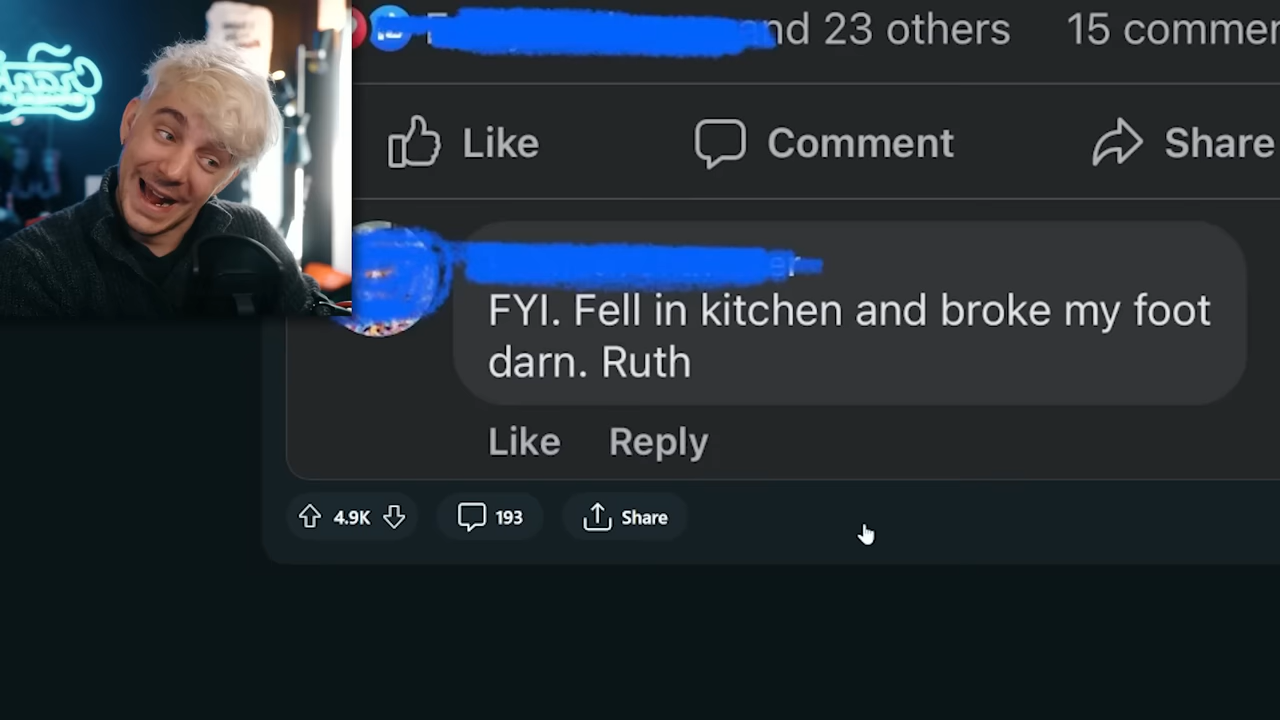 and 23 others
15 commen
Like
Comment
Share
FYI. Fell in kitchen and broke my foot
darn. Ruth
Like
Reply
4.9K
193
Share